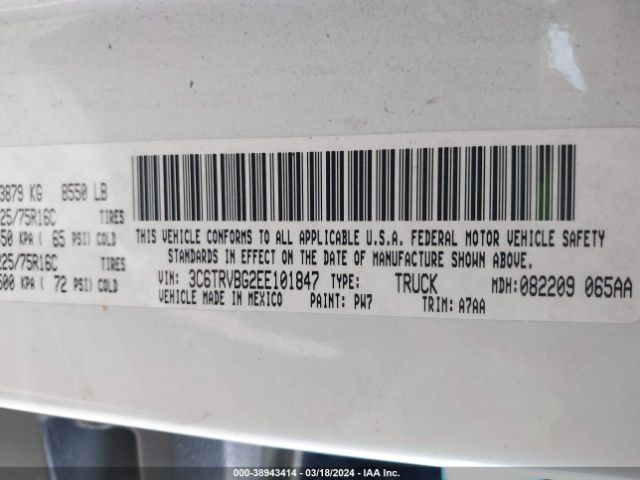 3879 KG 8550 LB
25/75R16C TIRES
50 KPA ( 65 PSI) COLD
225/75R16C TIRES
600 KPA ( 72 PSI) COLD
THIS VEHICLE CONFORMS TO ALL APPLICABLE U.S.A. FEDERAL MOTOR VEHICLE SAFETY
STANDARDS IN EFFECT ON THE DATE OF MANUFACTURE SHOWN ABOVE.
VIN: 3C6TRVBG2EE101847 TYPE: TRUCK MDH: 082209 065AA
VEHICLE MADE IN MEXICO PAINT: PW7 TRIM: A7AA
000-38943414 — 03/18/2024 — IAA Inc.